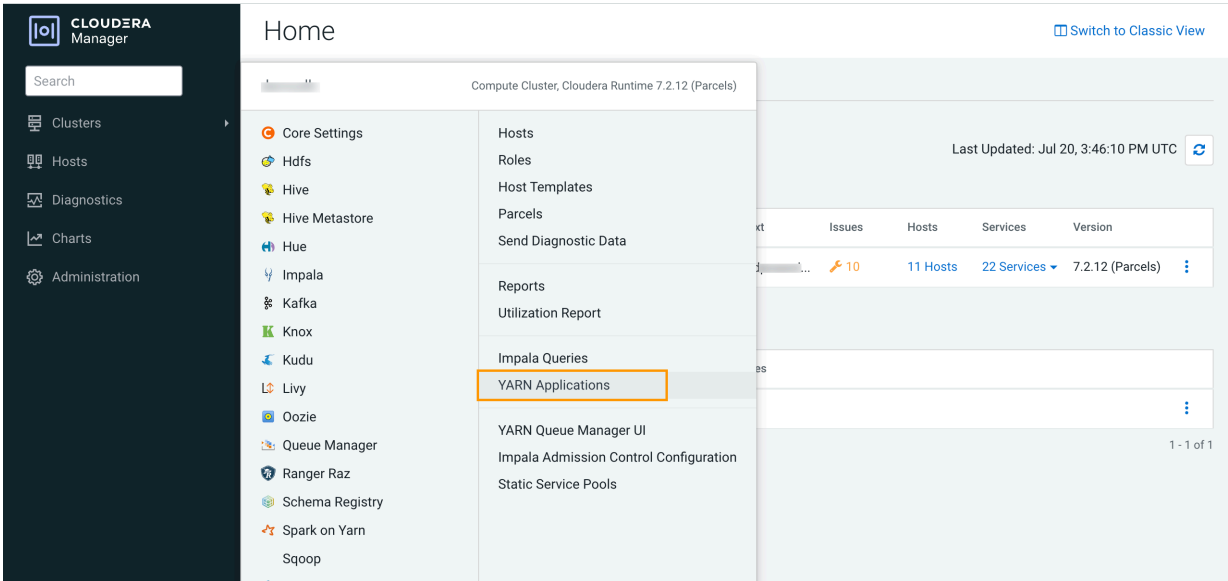 CLOUDERA
Manager
Home
Switch to Classic View
Search
Clusters
Hosts
Diagnostics
Charts
Administration
Compute Cluster, Cloudera Runtime 7.2.12 (Parcels)
Core Settings
Hdfs
Hive
Hive Metastore
Hue
Impala
Kafka
Knox
Kudu
Livy
Oozie
Queue Manager
Ranger Raz
Schema Registry
Spark on Yarn
Sqoop
Hosts
Roles
Host Templates
Parcels
Send Diagnostic Data
Reports
Utilization Report
Impala Queries
YARN Applications
YARN Queue Manager UI
Impala Admission Control Configuration
Static Service Pools
Last Updated: Jul 20, 3:46:10 PM UTC
Issues Hosts Services Version
10 11 Hosts 22 Services 7.2.12 (Parcels)
1 - 1 of 1